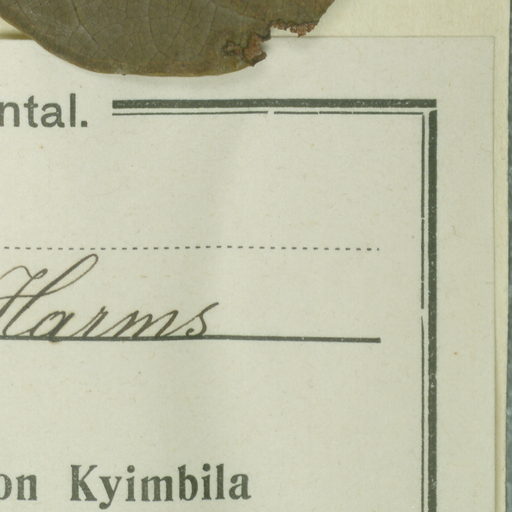 ntal.
Harms
on Kyimbila